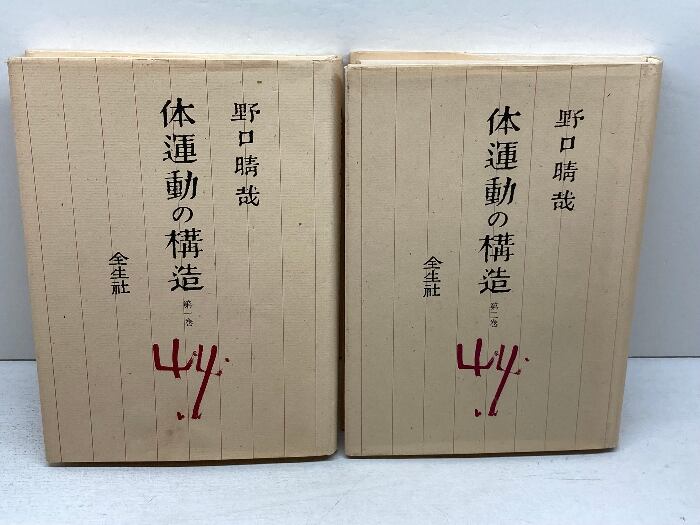 野口晴哉
体運動の構造
第一巻
全生社
野口晴哉
体運動の構造
第二巻
全生社